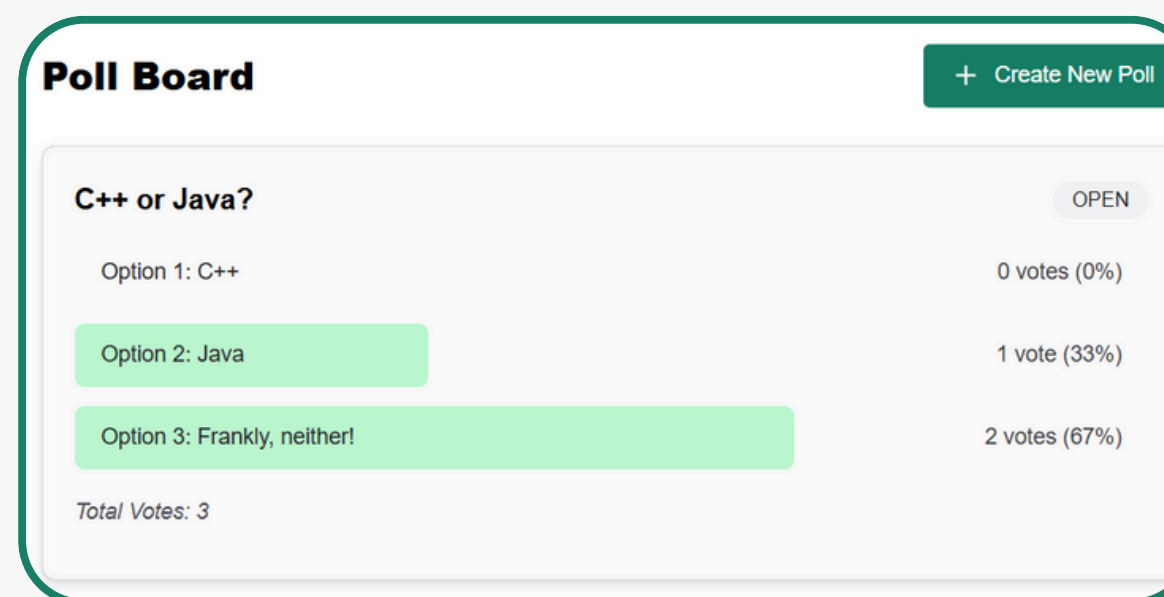 Poll Board
+ Create New Poll
C++ or Java?
OPEN
Option 1: C++
0 votes (0%)
Option 2: Java
1 vote (33%)
Option 3: Frankly, neither!
2 votes (67%)
Total Votes: 3